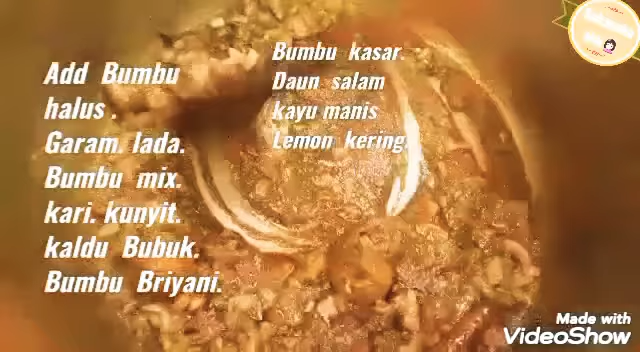 Add Bumbu
halus .
Garam. lada.
Bumbu mix.
kari. kunyit.
kaldu Bubuk.
Bumbu Briyani.
Bumbu kasar.
Daun salam
kayu manis
Lemon kering.
Made with
VideoShow